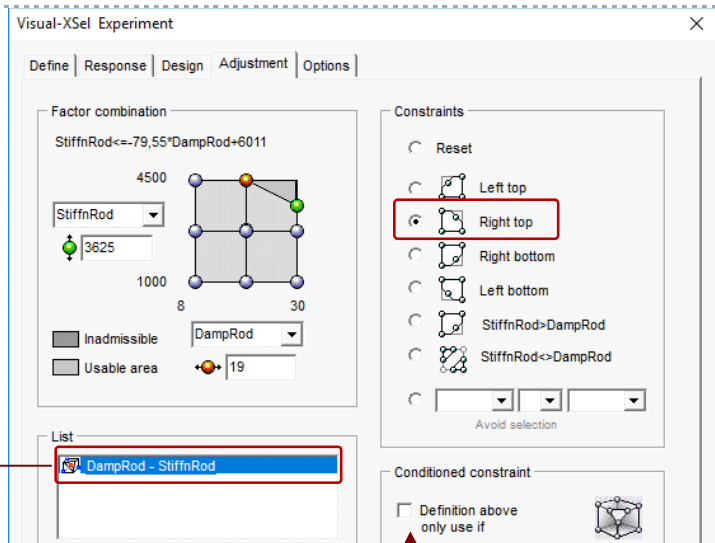 Visual-XSel Experiment
Define
Response
Design
Adjustment
Options
Factor combination
StiffnRod<=-79,55*DampRod+6011
4500
StiffnRod
3625
1000
8
30
Inadmissible
DampRod
Usable area
19
List
DampRod - StiffnRod
Constraints
Reset
Left top
Right top
Right bottom
Left bottom
StiffnRod>DampRod
StiffnRod<>DampRod
Avoid selection
Conditioned constraint
Definition above
only use if